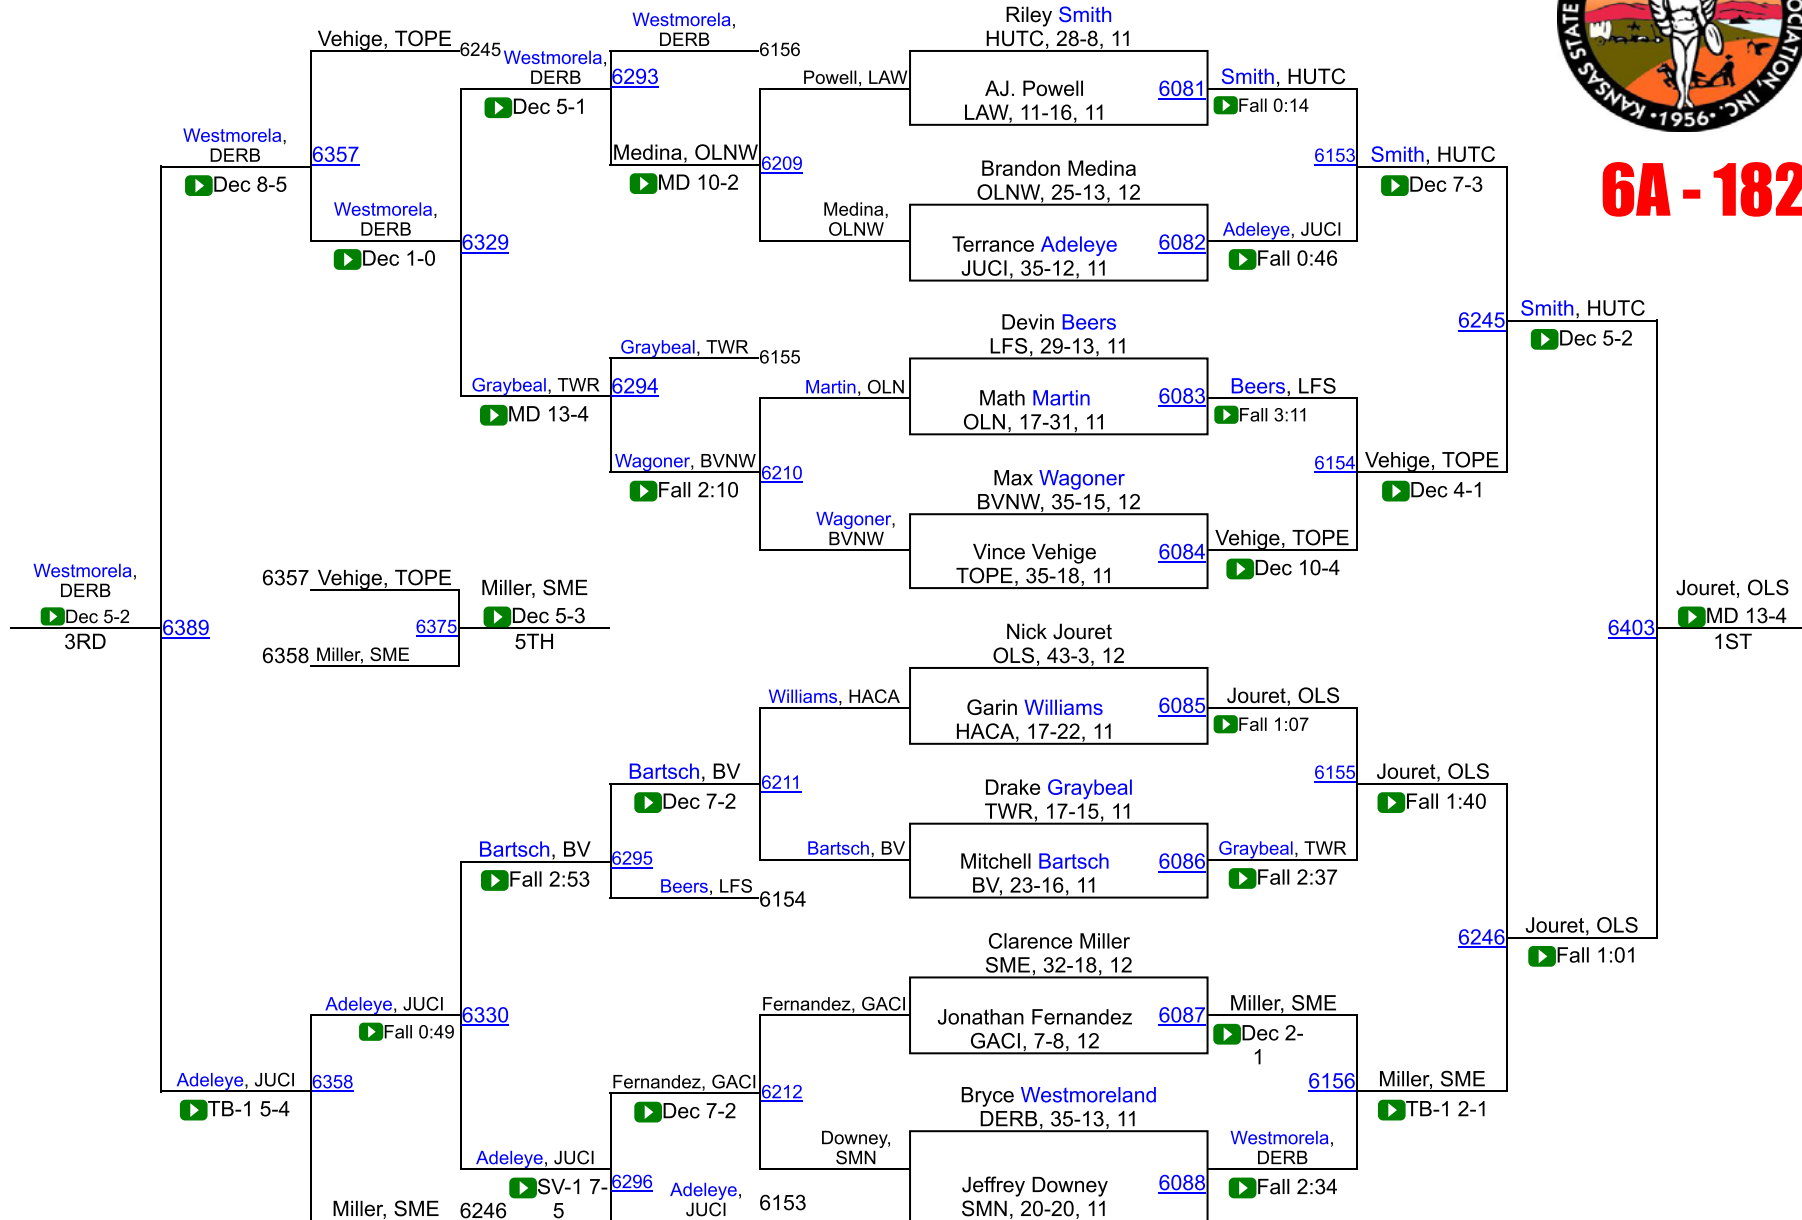 Riley Smith
HUTC, 28-8, 11
Westmorela,
DERB
6156
Vehige, TOPE
6245
Westmorela,
DERB
6293
Dec 5-1
Powell, LAW
AJ. Powell
LAW, 11-16, 11
6081
Smith, HUTC
Fall 0:14
KANSAS STATE
OCIATION, INC.
•1956•
Westmorela,
DERB
6357
Dec 8-5
Medina, OLNW
6209
MD 10-2
Brandon Medina
OLNW, 25-13, 12
6153
Smith, HUTC
Dec 7-3
6A - 182
Westmorela,
DERB
6329
Dec 1-0
Medina,
OLNW
Terrance Adeleye
JUCI, 35-12, 11
6082
Adeleye, JUCI
Fall 0:46
Devin Beers
LFS, 29-13, 11
6245
Smith, HUTC
Dec 5-2
Graybeal, TWR
6155
Graybeal, TWR
6294
MD 13-4
Martin, OLN
Math Martin
OLN, 17-31, 11
6083
Beers, LFS
Fall 3:11
Wagoner, BVNW
6210
Fall 2:10
Max Wagoner
BVNW, 35-15, 12
6154
Vehige, TOPE
Dec 4-1
Wagoner,
BVNW
Vince Vehige
TOPE, 35-18, 11
6084
Vehige, TOPE
Dec 10-4
Westmorela,
DERB
Dec 5-2
3RD
6389
6357
Vehige, TOPE
6375
6358
Miller, SME
Miller, SME
Dec 5-3
5TH
Nick Jouret
OLS, 43-3, 12
6403
Jouret, OLS
MD 13-4
1ST
Williams, HACA
Garin Williams
HACA, 17-22, 11
6085
Jouret, OLS
Fall 1:07
Bartsch, BV
6211
Dec 7-2
Drake Graybeal
TWR, 17-15, 11
6155
Jouret, OLS
Fall 1:40
Bartsch, BV
6295
Fall 2:53
Beers, LFS
6154
Bartsch, BV
Mitchell Bartsch
BV, 23-16, 11
6086
Graybeal, TWR
Fall 2:37
Clarence Miller
SME, 32-18, 12
6246
Jouret, OLS
Fall 1:01
Adeleye, JUCI
6330
Fall 0:49
Fernandez, GACI
Jonathan Fernandez
GACI, 7-8, 12
6087
Miller, SME
Dec 2-
1
Adeleye, JUCI
6358
TB-1 5-4
Fernandez, GACI
6212
Dec 7-2
Bryce Westmoreland
DERB, 35-13, 11
6156
Miller, SME
TB-1 2-1
Adeleye, JUCI
6296
SV-1 7-
5
Downey,
SMN
Jeffrey Downey
SMN, 20-20, 11
6088
Westmorela,
DERB
Fall 2:34
Miller, SME
6246
Adeleye,
JUCI
6153